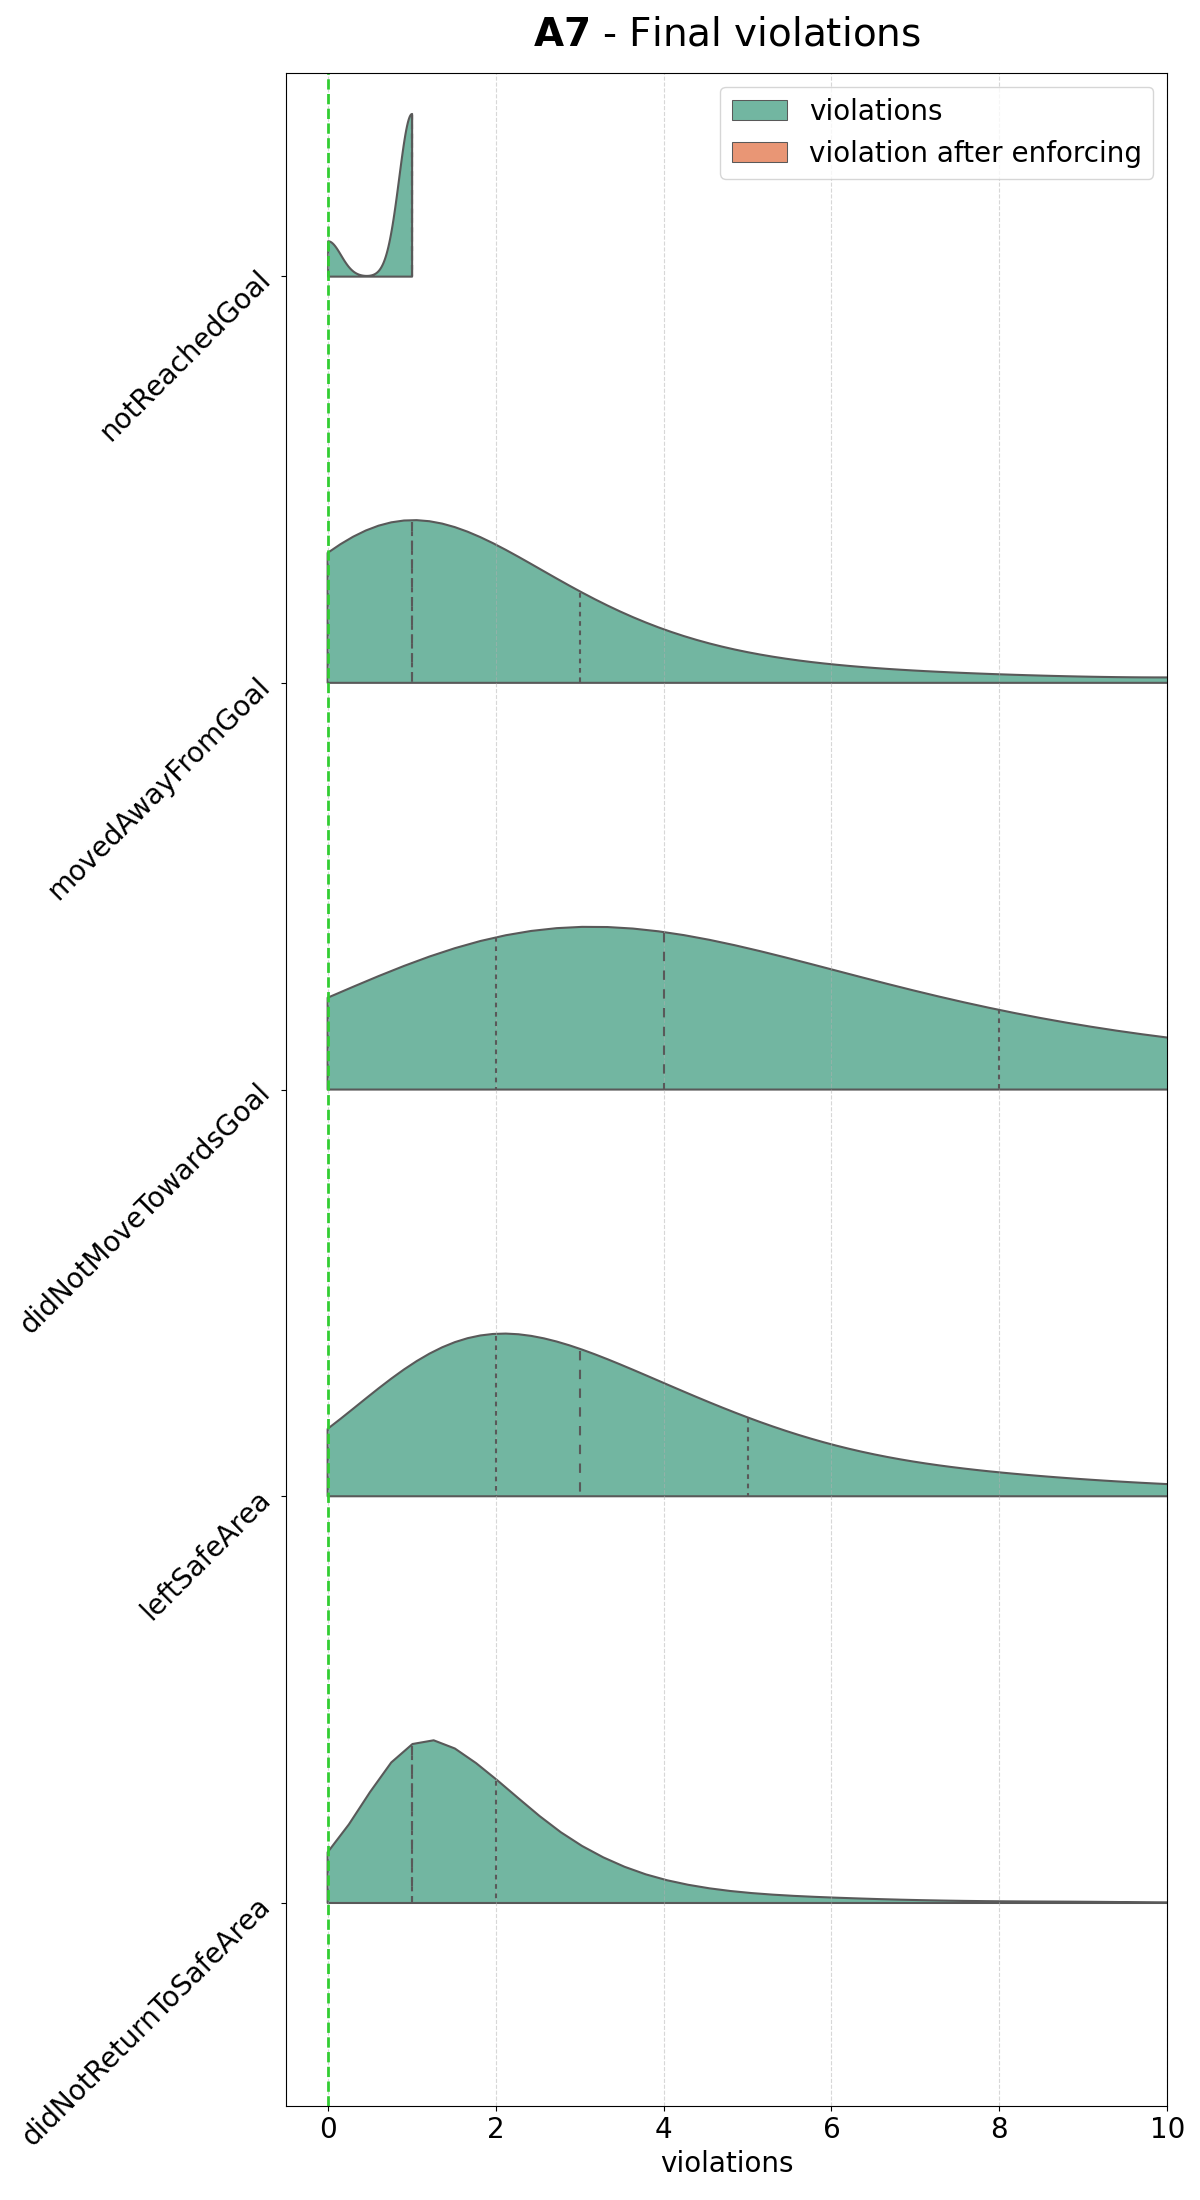 A7 - Final violations
violations
violation after enforcing
notReachedGoal
movedAwayFromGoal
didNotMoveTowardsGoal
leftSafeArea
didNotReturnToSafeArea
0 2 4 6 8 10
violations